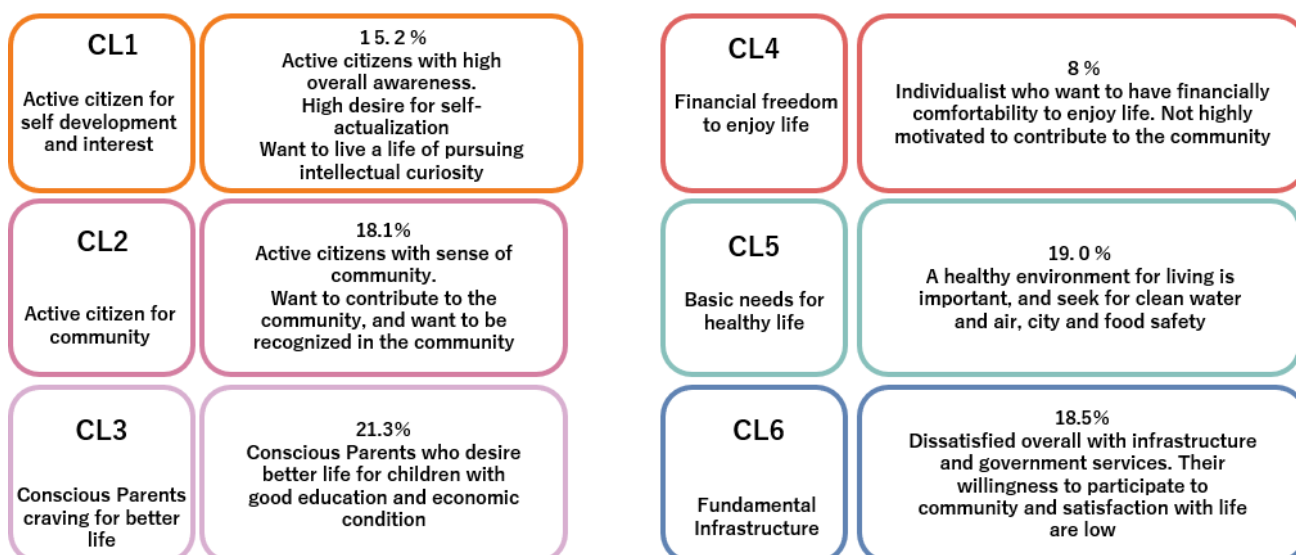 CL1
Active citizen for
self development
and interest
15.2%
Active citizens with high
overall awareness.
High desire for self-
actualization
Want to live a life of pursuing
intellectual curiosity
CL2
Active citizen for
community
18.1%
Active citizens with sense of
community.
Want to contribute to the
community, and want to be
recognized in the community
CL3
Conscious Parents
craving for better
life
21.3%
Conscious Parents who desire
better life for children with
good education and economic
condition
CL4
Financial freedom
to enjoy life
8 %
Individualist who want to have financially
comfortability to enjoy life. Not highly
motivated to contribute to the community
CL5
Basic needs for
healthy life
19.0 %
A healthy environment for living is
important, and seek for clean water
and air, city and food safety
CL6
Fundamental
Infrastructure
18.5%
Dissatisfied overall with infrastructure
and government services. Their
willingness to participate to
community and satisfaction with life
are low